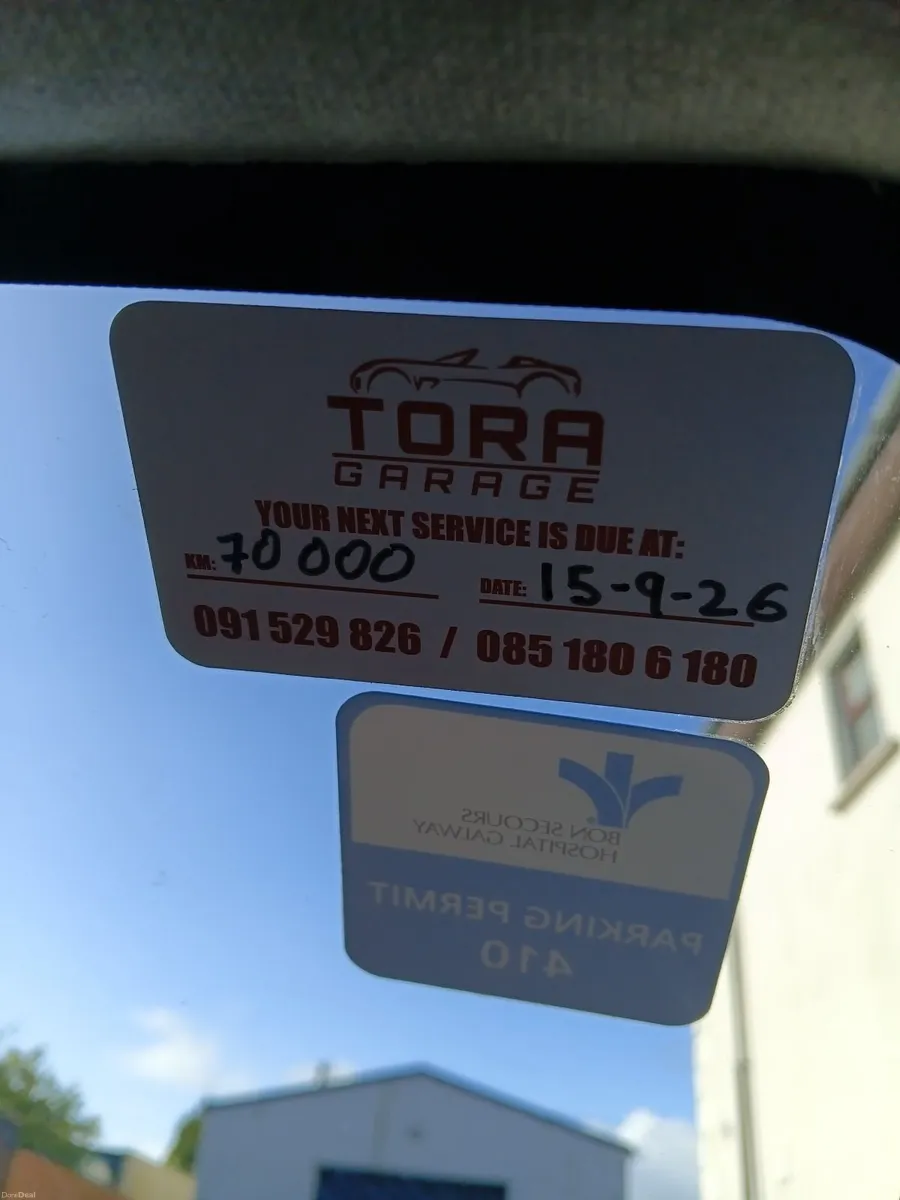 TORA
GARAGE
YOUR NEXT SERVICE IS DUE AT:
KM: 70 000 DATE: 15-9-26
091 529 826 / 085 180 6 180
BON SECOURS
HOSPITAL GALWAY
PARKING PERMIT
410
DoneDeal